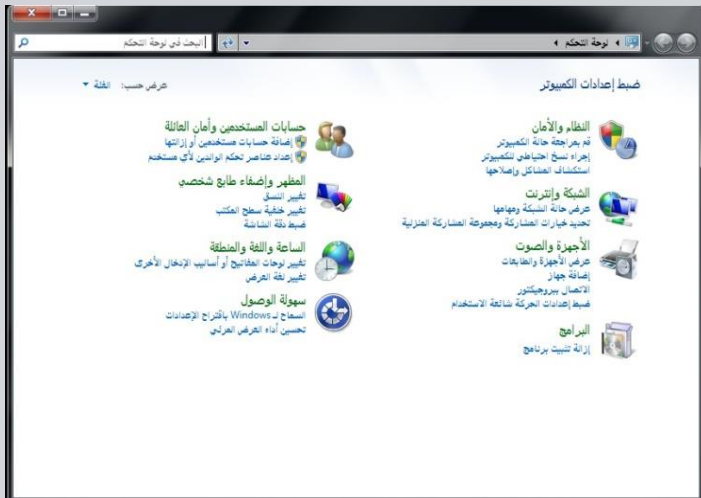 لوحة التحكم
البحث في لوحة التحكم
ضبط إعدادات الكمبيوتر
عرض حسب: الفئة
النظام والأمان
قم بمراجعة حالة الكمبيوتر
إجراء نسخ احتياطي للكمبيوتر
استكشاف المشاكل وإصلاحها
الشبكة وإنترنت
عرض حالة الشبكة ومهامها
تحديد خيارات المشاركة ومجموعة المشاركة المنزلية
الأجهزة والصوت
عرض الأجهزة والطابعات
إضافة جهاز
الاتصال ببروجيكتور
ضبط إعدادات الحركة شائعة الاستخدام
البرامج
إزالة تثبيت برنامج
حسابات المستخدمين وأمان العائلة
إضافة حسابات مستخدمين أو إزالتها
إعداد عناصر تحكم الوالدين لأي مستخدم
المظهر وإضفاء طابع شخصي
تغيير النسق
تغيير خلفية سطح المكتب
ضبط دقة الشاشة
الساعة واللغة والمنطقة
تغيير لوحات المفاتيح أو أساليب الإدخال الأخرى
تغيير لغة العرض
سهولة الوصول
السماح لـ Windows باقتراح الإعدادات
تحسين أداء العرض المرئي